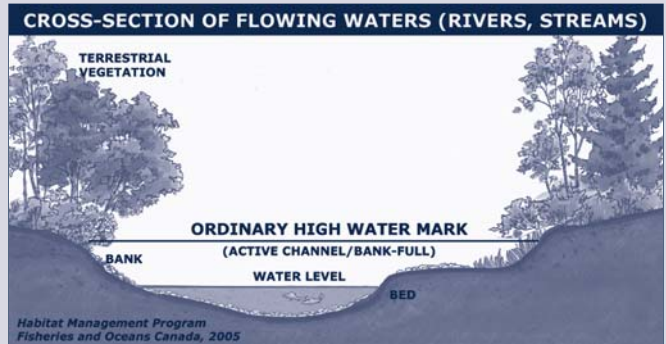 CROSS-SECTION OF FLOWING WATERS (RIVERS, STREAMS)
TERRESTRIAL
VEGETATION
ORDINARY HIGH WATER MARK
(ACTIVE CHANNEL/BANK-FULL)
BANK
WATER LEVEL
BED
Habitat Management Program
Fisheries and Oceans Canada, 2005